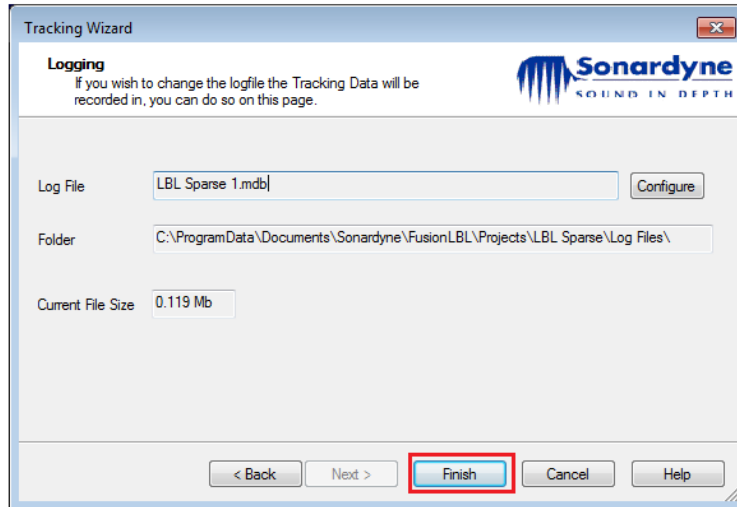 Tracking Wizard
Logging
If you wish to change the logfile the Tracking Data will be
recorded in, you can do so on this page.
Sonardyne
SOUND IN DEPTH
Log File
LBL Sparse 1.mdb
Configure
Folder
C:\ProgramData\Documents\Sonardyne\FusionLBL\Projects\LBL Sparse\Log Files\
Current File Size
0.119 Mb
< Back
Next >
Finish
Cancel
Help